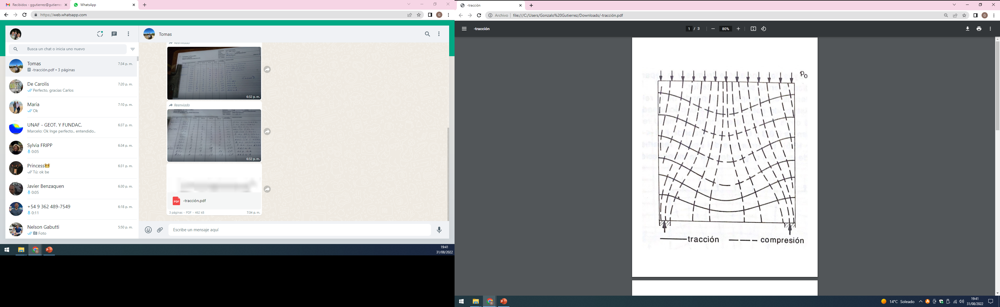 Recibidos - ggutierrez@gutierre
WhatsApp
https://web.whatsapp.com
G
Busca un chat o inicia uno nuevo
Tomas
7:34 p. m.
-tracción.pdf • 3 páginas
De Carolis
7:20 p. m.
Perfecto, gracias Carlos
Maria
7:10 p. m.
Ok
UNAF - GEOT. Y FUNDAC.
6:37 p. m.
Marcelo: Ok Inge perfecto.. entendido..
Sylvia FRIPP
6:34 p. m.
0:05
Princess👑
6:31 p. m.
Tú: ok be
Javier Benzaquen
6:30 p. m.
0:05
+54 9 362 489-7549
6:18 p. m.
0:11
Nelson Gabutti
5:50 p. m.
Foto
Tomas
Reenviado
6:32 p. m.
Reenviado
6:32 p. m.
PDF
-tracción.pdf
3 páginas • PDF • 462 kB
7:34 p. m.
Escribe un mensaje aquí
19:41
31/08/2022
-tracción
Archivo
file:///C:/Users/Gonzalo%20Gutierrez/Downloads/-tracción.pdf
G
-tracción
1 / 3
80%
p₀
tracción
compresión
14°C Soleado
19:41
31/08/2022